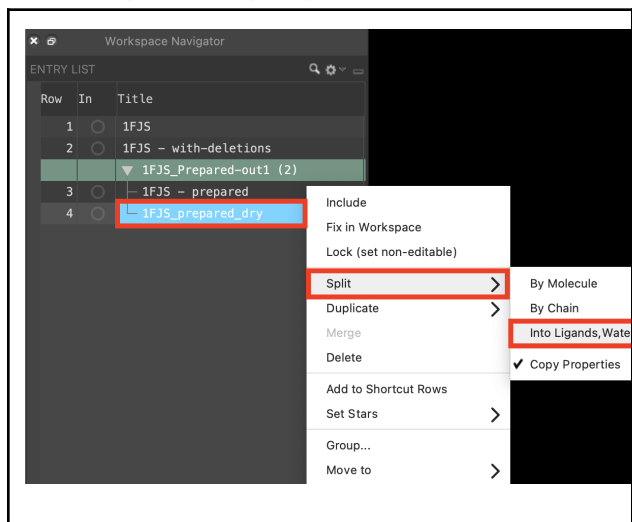 Workspace Navigator
ENTRY LIST
Row In Title
1 1FJS
2 1FJS – with-deletions
1FJS_Prepared-out1 (2)
3 1FJS – prepared
4 1FJS_prepared_dry
Include
Fix in Workspace
Lock (set non-editable)
Split
Duplicate
Merge
Delete
Add to Shortcut Rows
Set Stars
Group...
Move to
By Molecule
By Chain
Into Ligands,Wate
Copy Properties